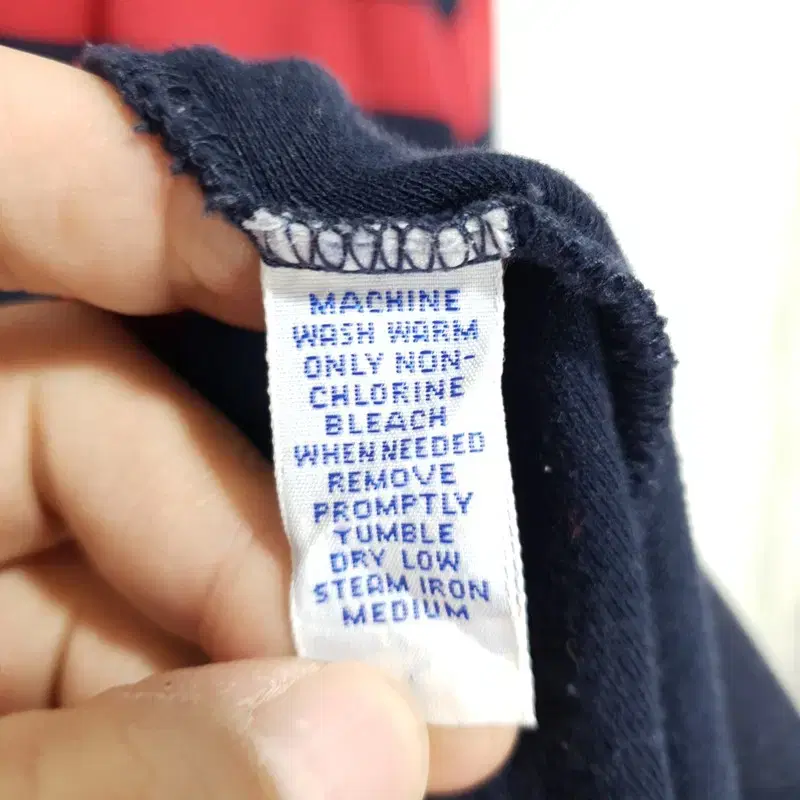 MACHINE
WASH WARM
ONLY NON-
CHLORINE
BLEACH
WHEN NEEDED
REMOVE
PROMPTLY
TUMBLE
DRY LOW
STEAM IRON
MEDIUM